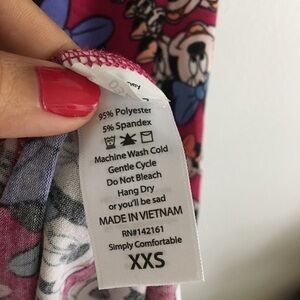 95% Polyester
5% Spandex
Machine Wash Cold
Gentle Cycle
Do Not Bleach
Hang Dry
or you'll be sad
MADE IN VIETNAM
RN#142161
Simply Comfortable
XXS